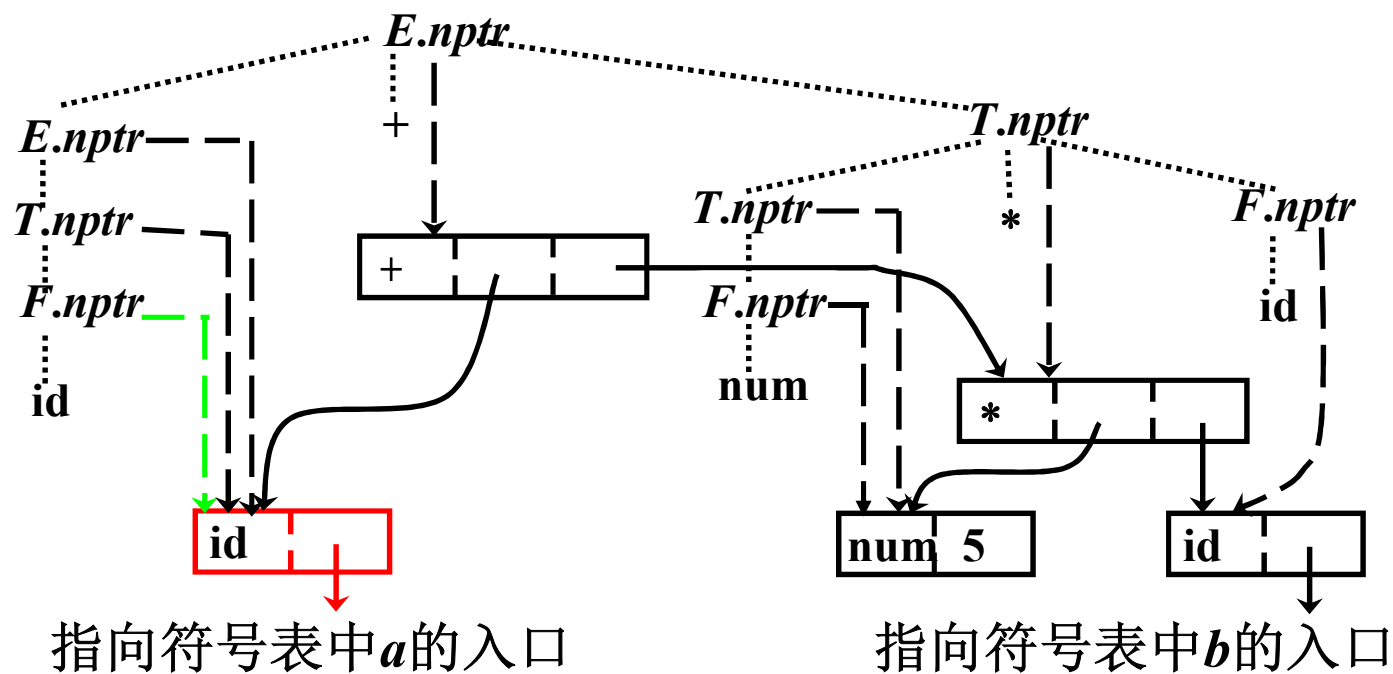 E.nptr
+
E.nptr
T.nptr
T.nptr
*
F.nptr
T.nptr
+
F.nptr
F.nptr
id
id
num
*
id
num 5
id
指向符号表中a的入口
指向符号表中b的入口